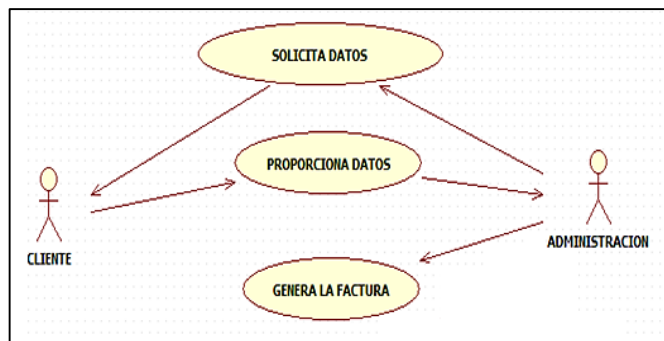 SOLICITA DATOS
PROPORCIONA DATOS
CLIENTE
ADMINISTRACION
GENERA LA FACTURA